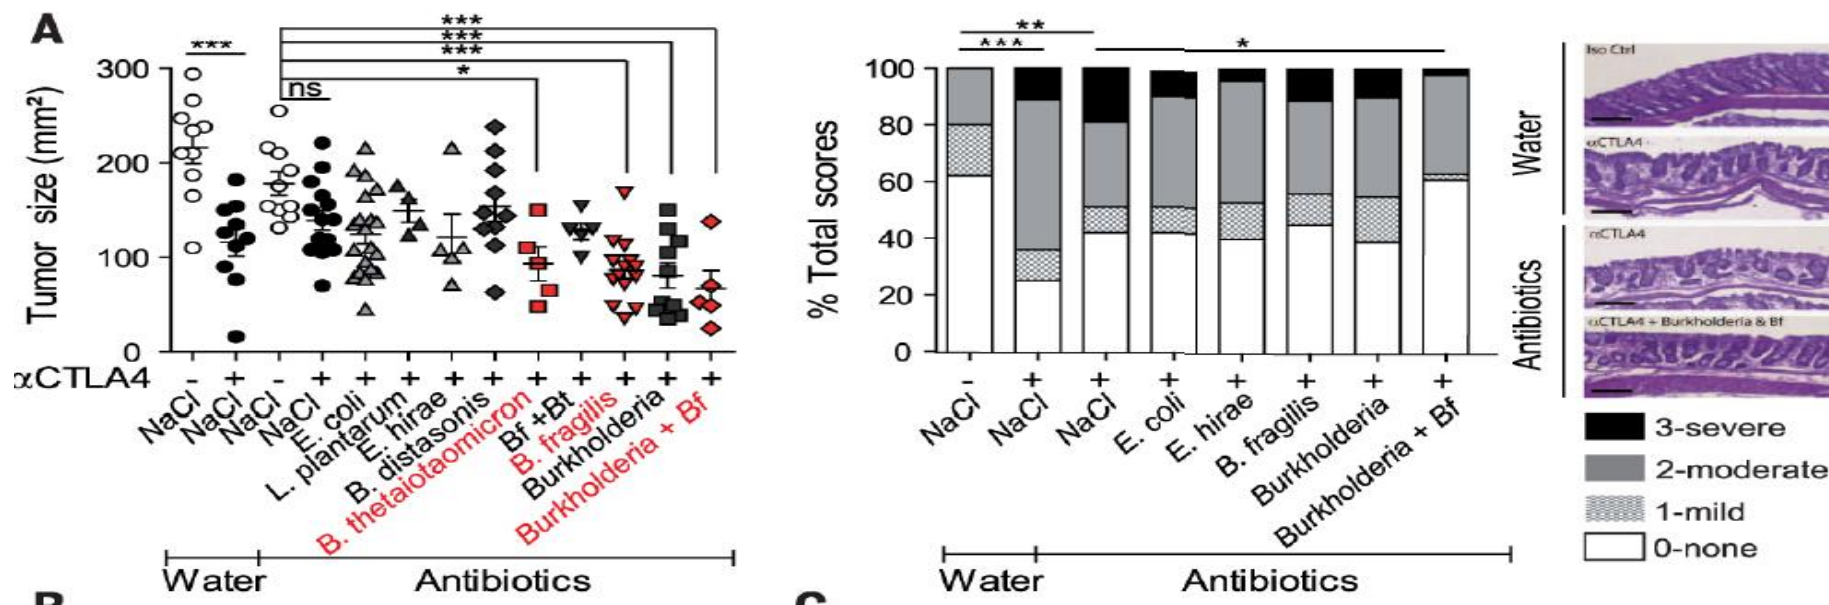 A
***
***
***
***
*
ns
Tumor size (mm²)
300
200
100
0
αCTLA4 - + - + + + + + + + + + +
NaCl
NaCl
NaCl
NaCl
E. coli
L. plantarum
E. hirae
B. distasonis
B. thetaiotaomicron
Bf +Bt
B. fragilis
Burkholderia
Burkholderia + Bf
Water
Antibiotics
**
***
*
% Total scores
100
80
60
40
20
0
- + + + + + + +
NaCl
NaCl
NaCl
E. coli
E. hirae
B. fragilis
Burkholderia
Burkholderia + Bf
Water
Antibiotics
Water
Iso Ctrl
αCTLA4
Antibiotics
αCTLA4
αCTLA4 + Burkholderia & Bf
3-severe
2-moderate
1-mild
0-none